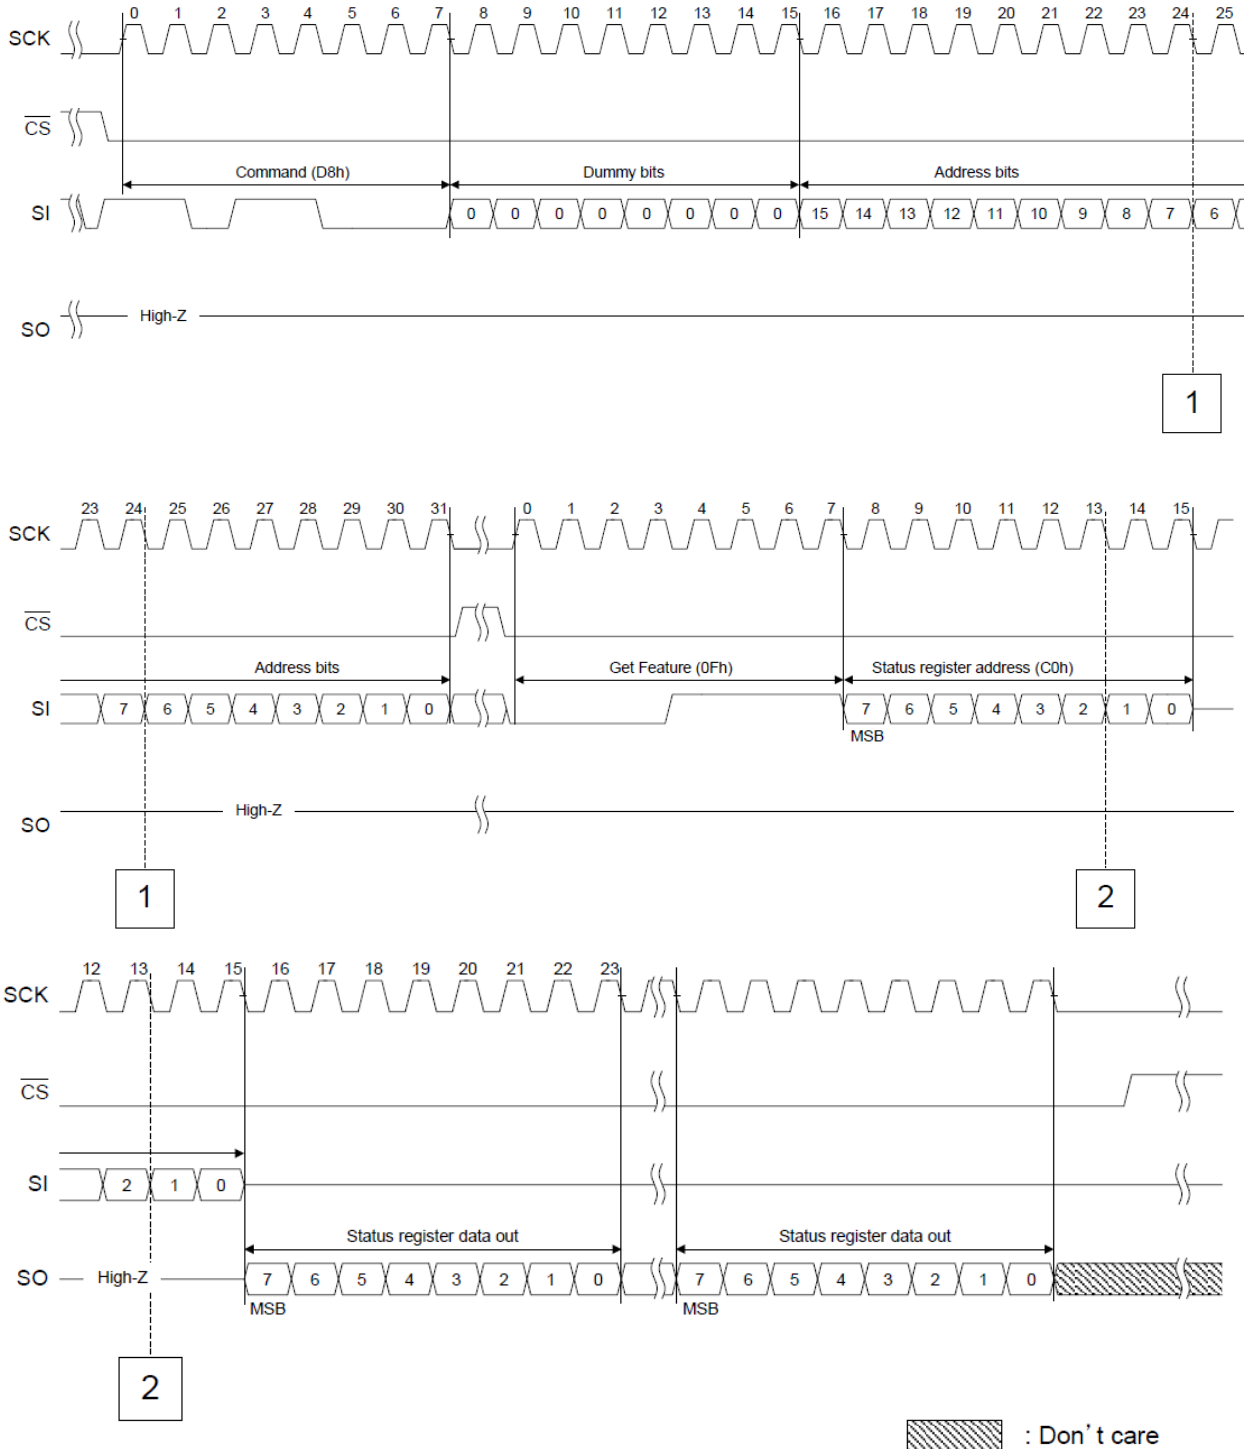 0 1 2 3 4 5 6 7 8 9 10 11 12 13 14 15 16 17 18 19 20 21 22 23 24 25
SCK
CS
Command (D8h) Dummy bits Address bits
SI 0 0 0 0 0 0 0 0 15 14 13 12 11 10 9 8 7 6
SO High-Z
1
23 24 25 26 27 28 29 30 31 0 1 2 3 4 5 6 7 8 9 10 11 12 13 14 15
SCK
CS
Address bits Get Feature (0Fh) Status register address (C0h)
SI 7 6 5 4 3 2 1 0 7 6 5 4 3 2 1 0
MSB
SO High-Z
1 2
12 13 14 15 16 17 18 19 20 21 22 23
SCK
CS
SI 2 1 0
Status register data out Status register data out
SO High-Z 7 6 5 4 3 2 1 0 7 6 5 4 3 2 1 0
MSB MSB
2
: Don't care